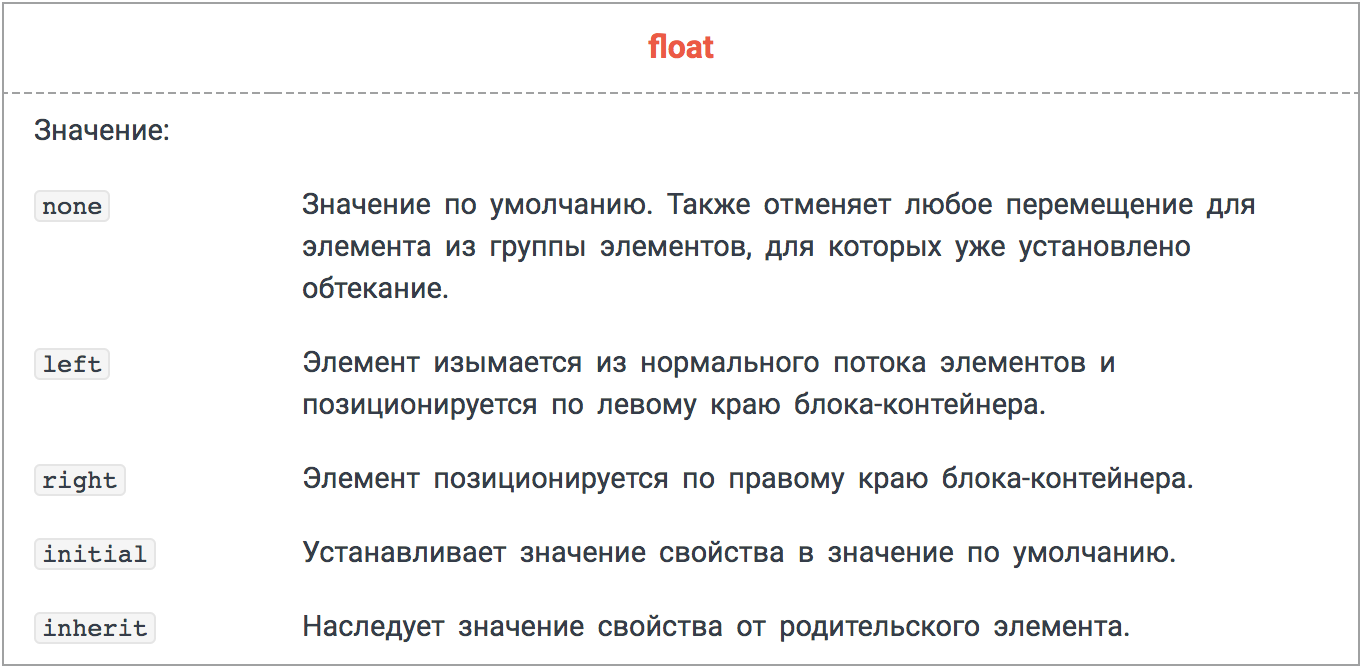 float
Значение:
none
Значение по умолчанию. Также отменяет любое перемещение для
элемента из группы элементов, для которых уже установлено
обтекание.
left
Элемент изымается из нормального потока элементов и
позиционируется по левому краю блока-контейнера.
right
Элемент позиционируется по правому краю блока-контейнера.
initial
Устанавливает значение свойства в значение по умолчанию.
inherit
Наследует значение свойства от родительского элемента.